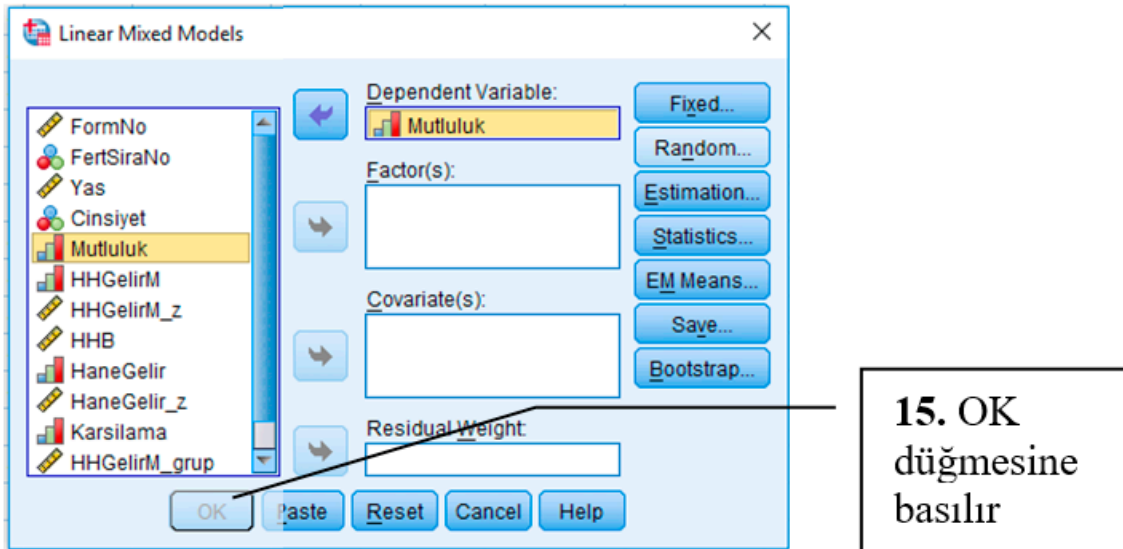 Linear Mixed Models
FormNo
FertSiraNo
Yas
Cinsiyet
Mutluluk
HHGelirM
HHGelirM_z
HHB
HaneGelir
HaneGelir_z
Karsilama
HHGelirM_grup
Dependent Variable:
Mutluluk
Factor(s):
Covariate(s):
Residual Weight:
Fixed...
Random...
Estimation...
Statistics...
EM Means...
Save...
Bootstrap...
OK
Paste
Reset
Cancel
Help
15. OK
düğmesine
basılır